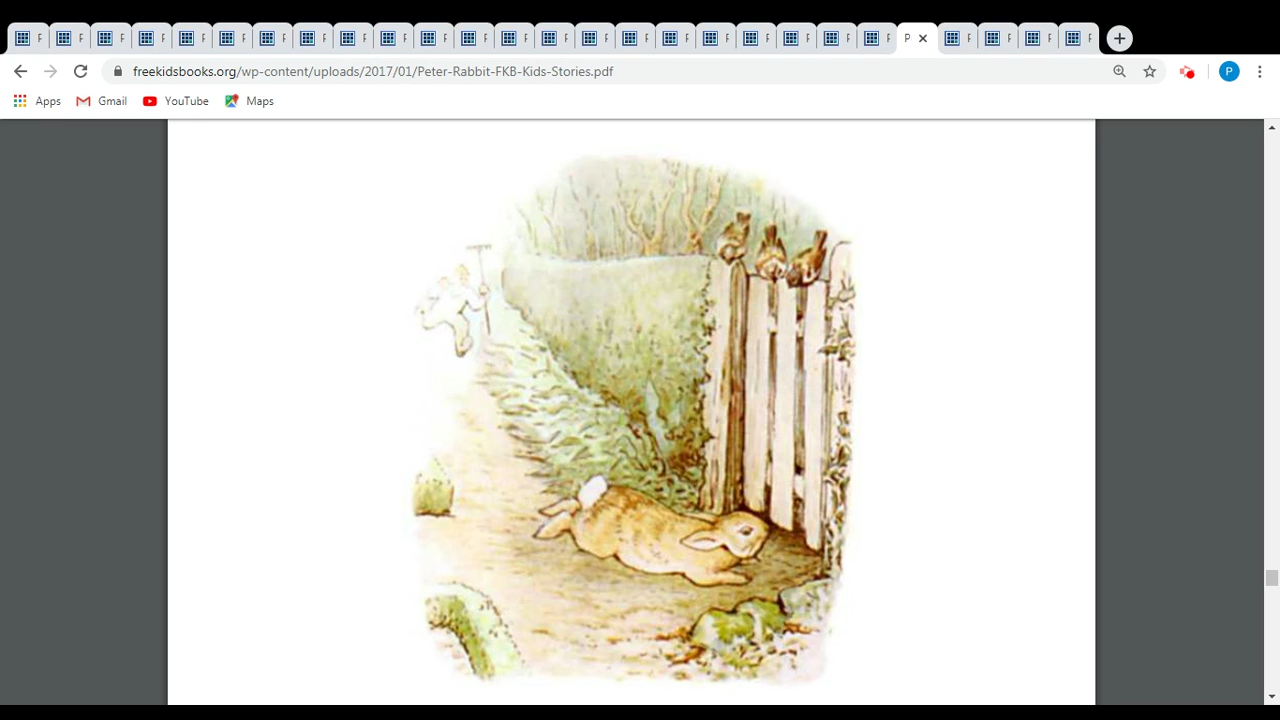 freekidsbooks.org/wp-content/uploads/2017/01/Peter-Rabbit-FKB-Kids-Stories.pdf P
Apps Gmail YouTube Maps